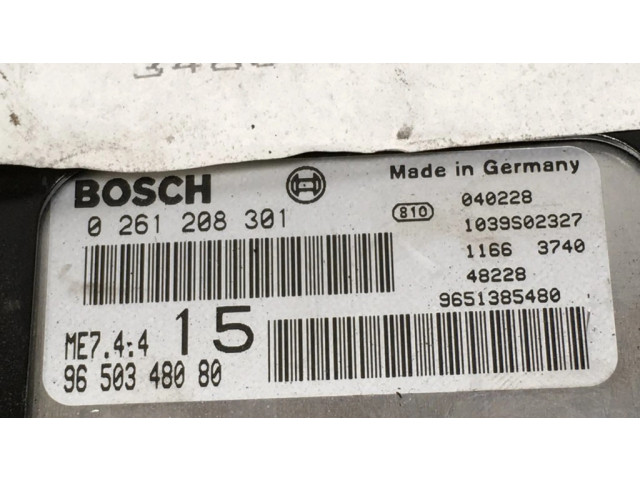 BOSCH
Made in Germany
0 261 208 301
810
040228
1039S02327
1166 3740
48228
9651385480
ME7.4:4
15
96 503 480 80